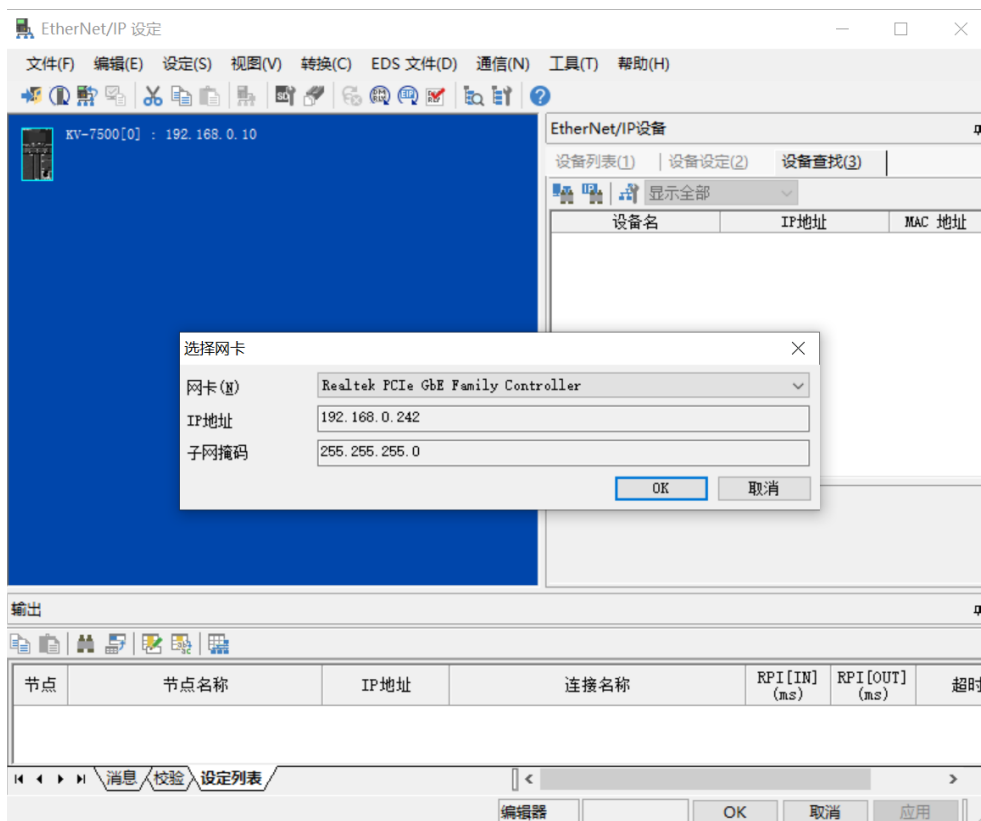 EtherNet/IP 设定
文件(F) 编辑(E) 设定(S) 视图(V) 转换(C) EDS 文件(D) 通信(N) 工具(T) 帮助(H)
KV-7500[0] : 192.168.0.10
EtherNet/IP设备
设备列表(1) 设备设定(2) 设备查找(3)
显示全部
设备名 IP地址 MAC 地址
选择网卡
网卡(N) Realtek PCIe GbE Family Controller
IP地址 192.168.0.242
子网掩码 255.255.255.0
OK 取消
输出
节点 节点名称 IP地址 连接名称 RPI[IN] (ms) RPI[OUT] (ms) 超时
消息 校验 设定列表
编辑器 OK 取消 应用